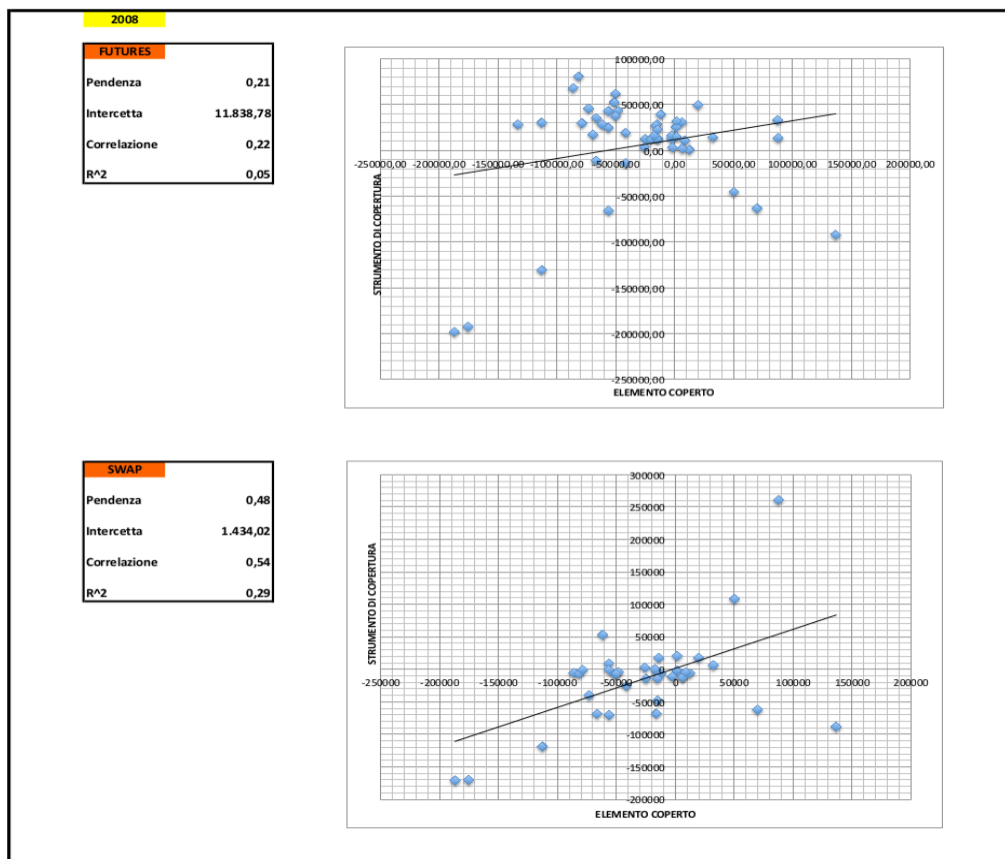 2008
FUTURES
Pendenza 0,21
Intercetta 11.838,78
Correlazione 0,22
R^2 0,05
STRUMENTO DI COPERTURA
100000,00
50000,00
0,00
-250000,00 -200000,00 -150000,00 -100000,00 -50000,00 0,00 50000,00 100000,00 150000,00 200000,00
-50000,00
-100000,00
-150000,00
-200000,00
-250000,00
ELEMENTO COPERTO
SWAP
Pendenza 0,48
Intercetta 1.434,02
Correlazione 0,54
R^2 0,29
STRUMENTO DI COPERTURA
300000
250000
200000
150000
100000
50000
0
-250000 -200000 -150000 -100000 -50000 0 50000 100000 150000 200000
-50000
-100000
-150000
-200000
ELEMENTO COPERTO